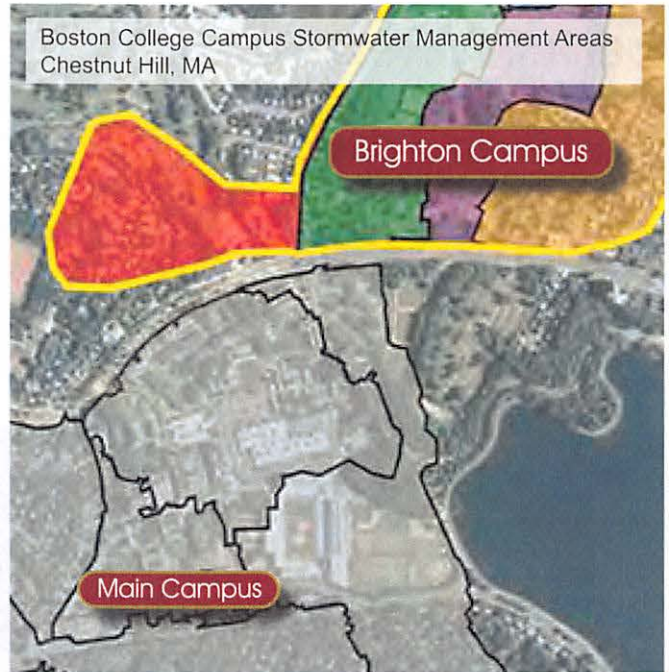 Boston College Campus Stormwater Management Areas
Chestnut Hill, MA
Brighton Campus
Main Campus